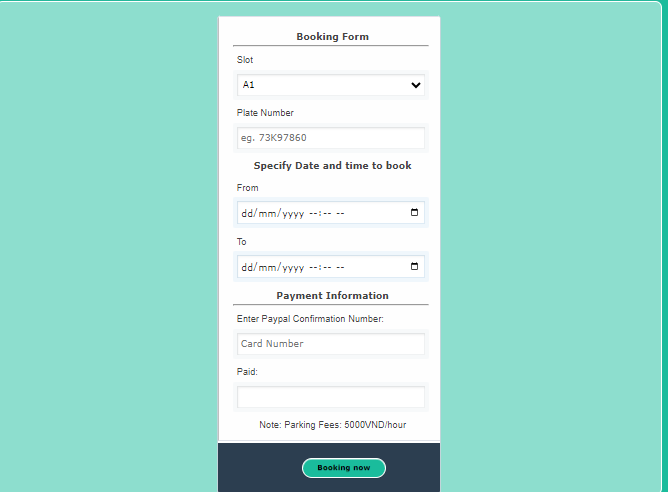 Booking Form
Slot
A1
Plate Number
eg. 73K97860
Specify Date and time to book
From
dd/mm/yyyy --:-- --
To
dd/mm/yyyy --:-- --
Payment Information
Enter Paypal Confirmation Number:
Card Number
Paid:
Note: Parking Fees: 5000VND/hour
Booking now